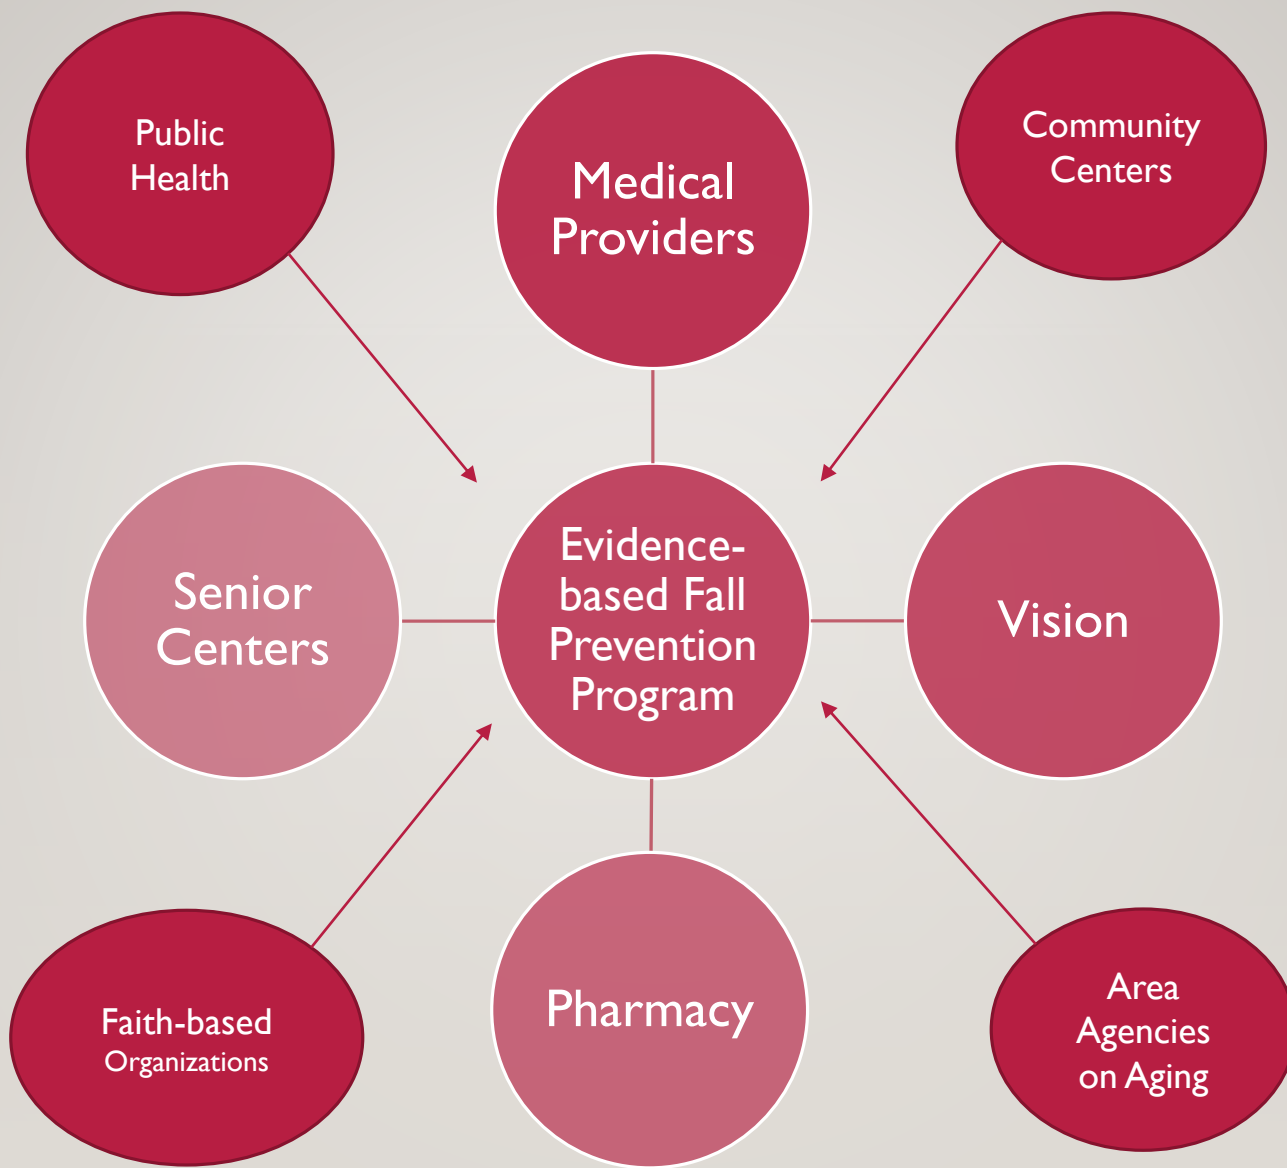 Public
Health
Medical
Providers
Community
Centers
Senior
Centers
Evidence-
based Fall
Prevention
Program
Vision
Faith-based
Organizations
Pharmacy
Area
Agencies
on Aging